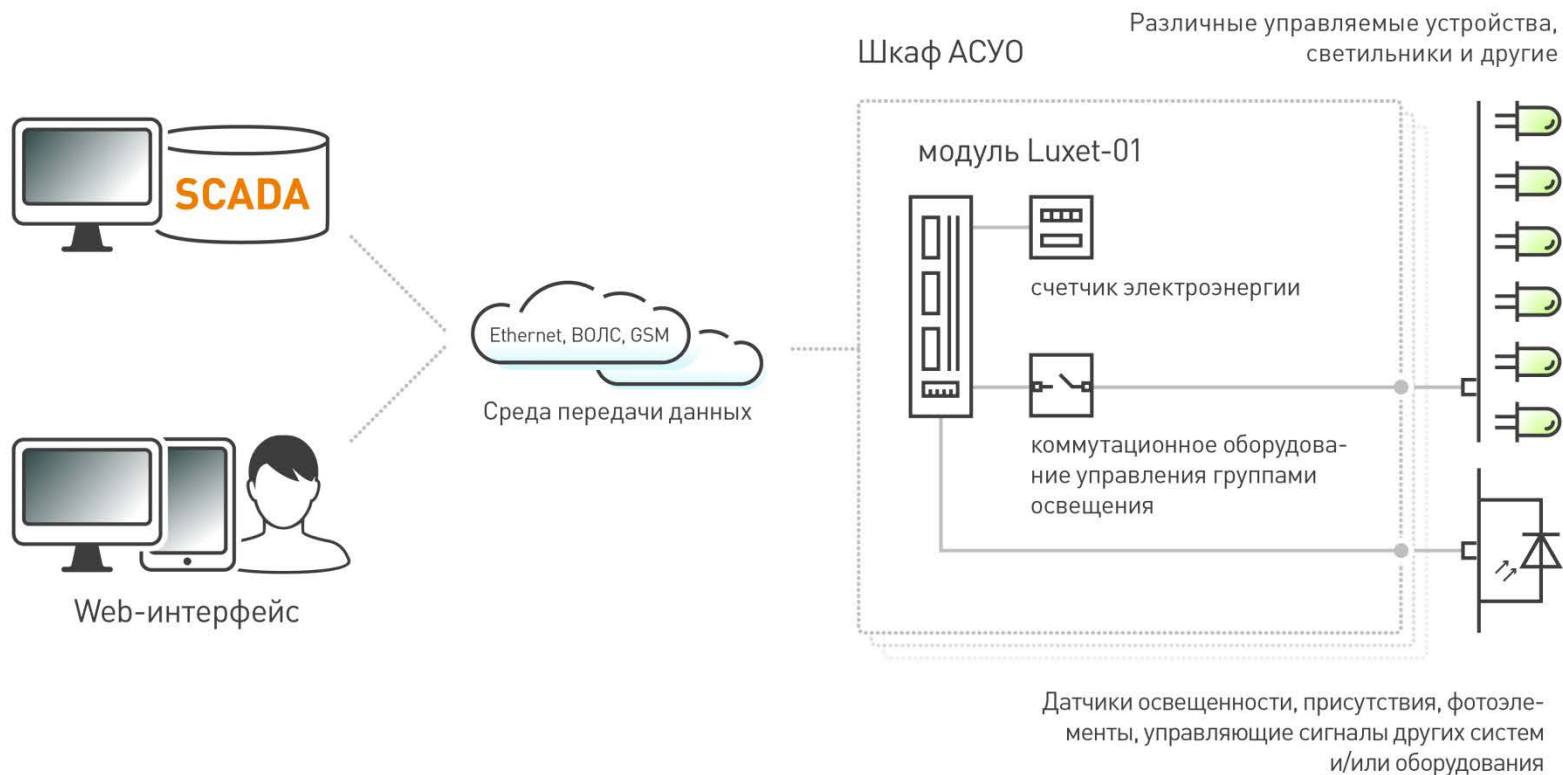 Различные управляемые устройства,
светильники и другие
Шкаф АСУО
модуль Luxet-01
SCADA
счетчик электроэнергии
Ethernet, ВОЛС, GSM
Среда передачи данных
коммутационное оборудова-
ние управления группами
освещения
Web-интерфейс
Датчики освещенности, присутствия, фотоэле-
менты, управляющие сигналы других систем
и/или оборудования